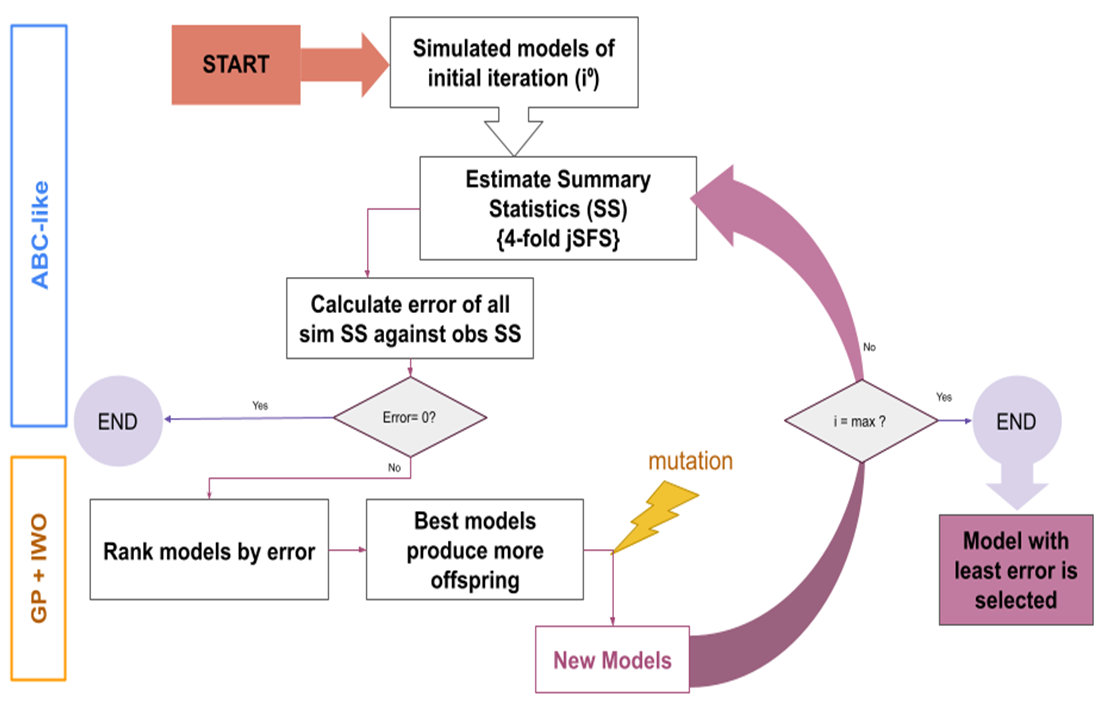 START
Simulated models of
initial iteration (i⁰)
ABC-like
Estimate Summary
Statistics (SS)
{4-fold jSFS}
Calculate error of all
sim SS against obs SS
No
Yes
Yes
END
Error= 0?
i = max ?
END
No
mutation
GP + IWO
Rank models by error
Best models
produce more
offspring
Model with
least error is
selected
New Models